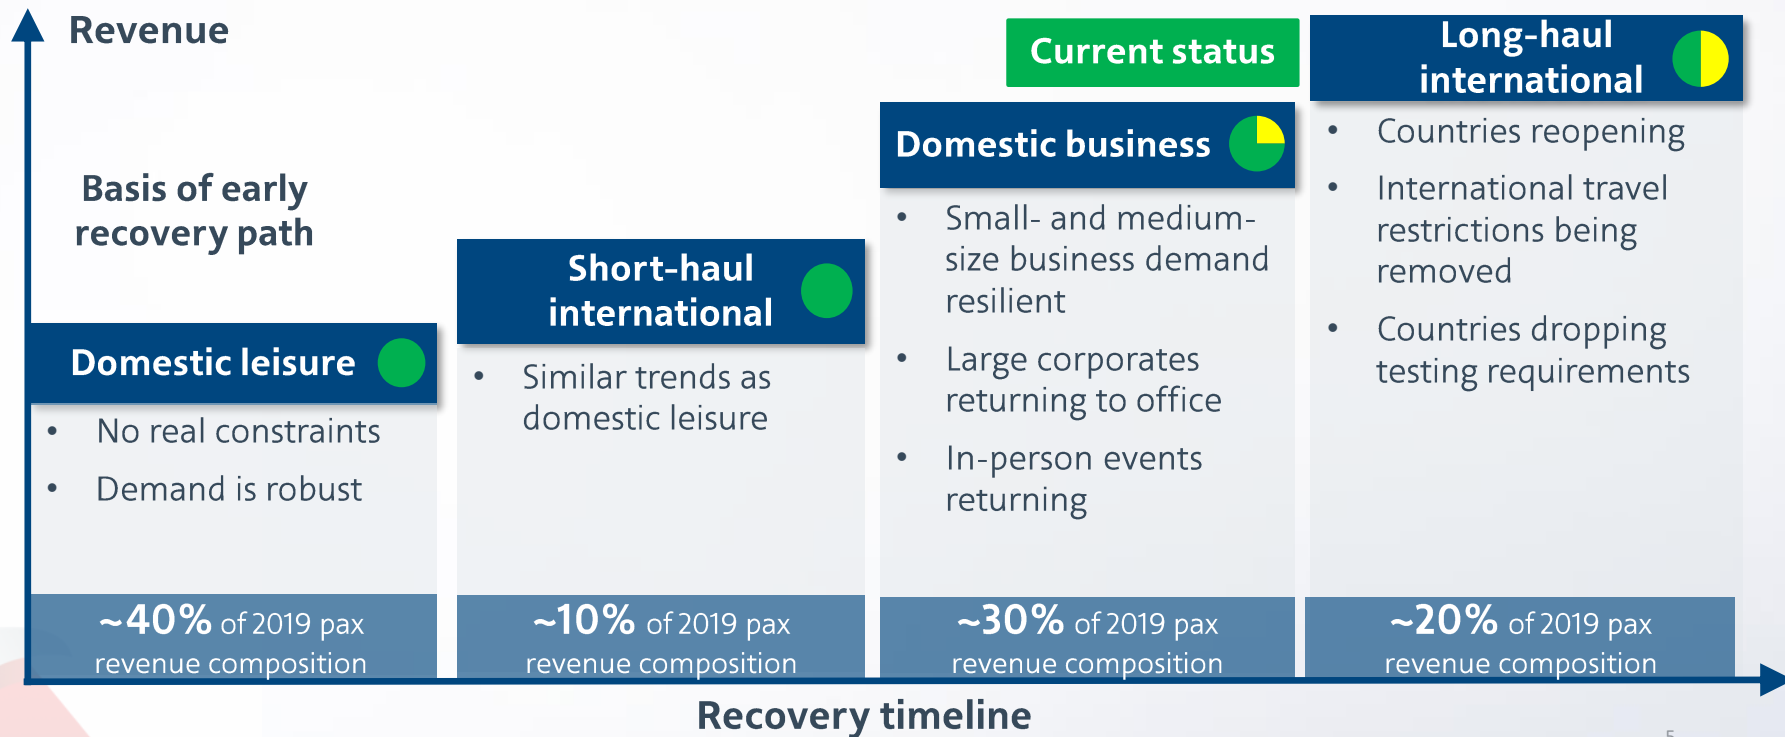 Revenue
Basis of early
recovery path
Domestic leisure
• No real constraints
• Demand is robust
~40% of 2019 pax
revenue composition
Short-haul
international
• Similar trends as
domestic leisure
~10% of 2019 pax
revenue composition
Current status
Domestic business
• Small- and medium-
size business demand
resilient
• Large corporates
returning to office
• In-person events
returning
~30% of 2019 pax
revenue composition
Long-haul
international
• Countries reopening
• International travel
restrictions being
removed
• Countries dropping
testing requirements
~20% of 2019 pax
revenue composition
Recovery timeline
5